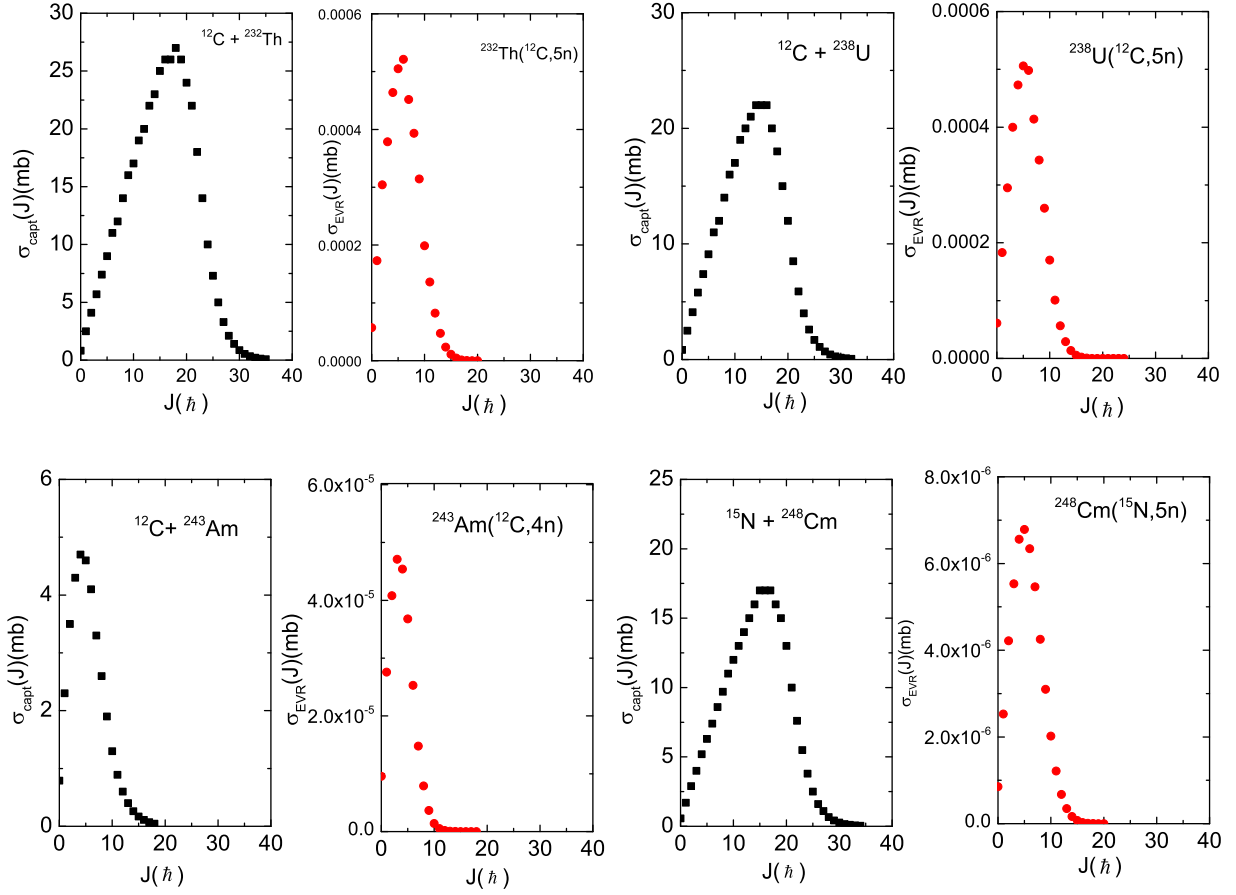 30
25
20
15
10
5
0
σcapt(J)(mb)
¹²C + ²³²Th
0 10 20 30 40
J(ħ)
0.0006
0.0004
0.0002
0.0000
σEVR(J)(mb)
²³²Th(¹²C,5n)
0 10 20 30 40
J(ħ)
30
20
10
0
σcapt(J)(mb)
¹²C + ²³⁸U
0 10 20 30 40
J(ħ)
0.0006
0.0004
0.0002
0.0000
σEVR(J)(mb)
²³⁸U(¹²C,5n)
0 10 20 30 40
J(ħ)
6
4
2
0
σcapt(J)(mb)
¹²C+ ²⁴³Am
0 10 20 30 40
J(ħ)
6.0x10⁻⁵
4.0x10⁻⁵
2.0x10⁻⁵
0.0
σEVR(J)(mb)
²⁴³Am(¹²C,4n)
0 10 20 30 40
J(ħ)
25
20
15
10
5
0
σcapt(J)(mb)
¹⁵N + ²⁴⁸Cm
0 10 20 30 40
J(ħ)
8.0x10⁻⁶
6.0x10⁻⁶
4.0x10⁻⁶
2.0x10⁻⁶
0.0
σEVR(J)(mb)
²⁴⁸Cm(¹⁵N,5n)
0 10 20 30 40
J(ħ)